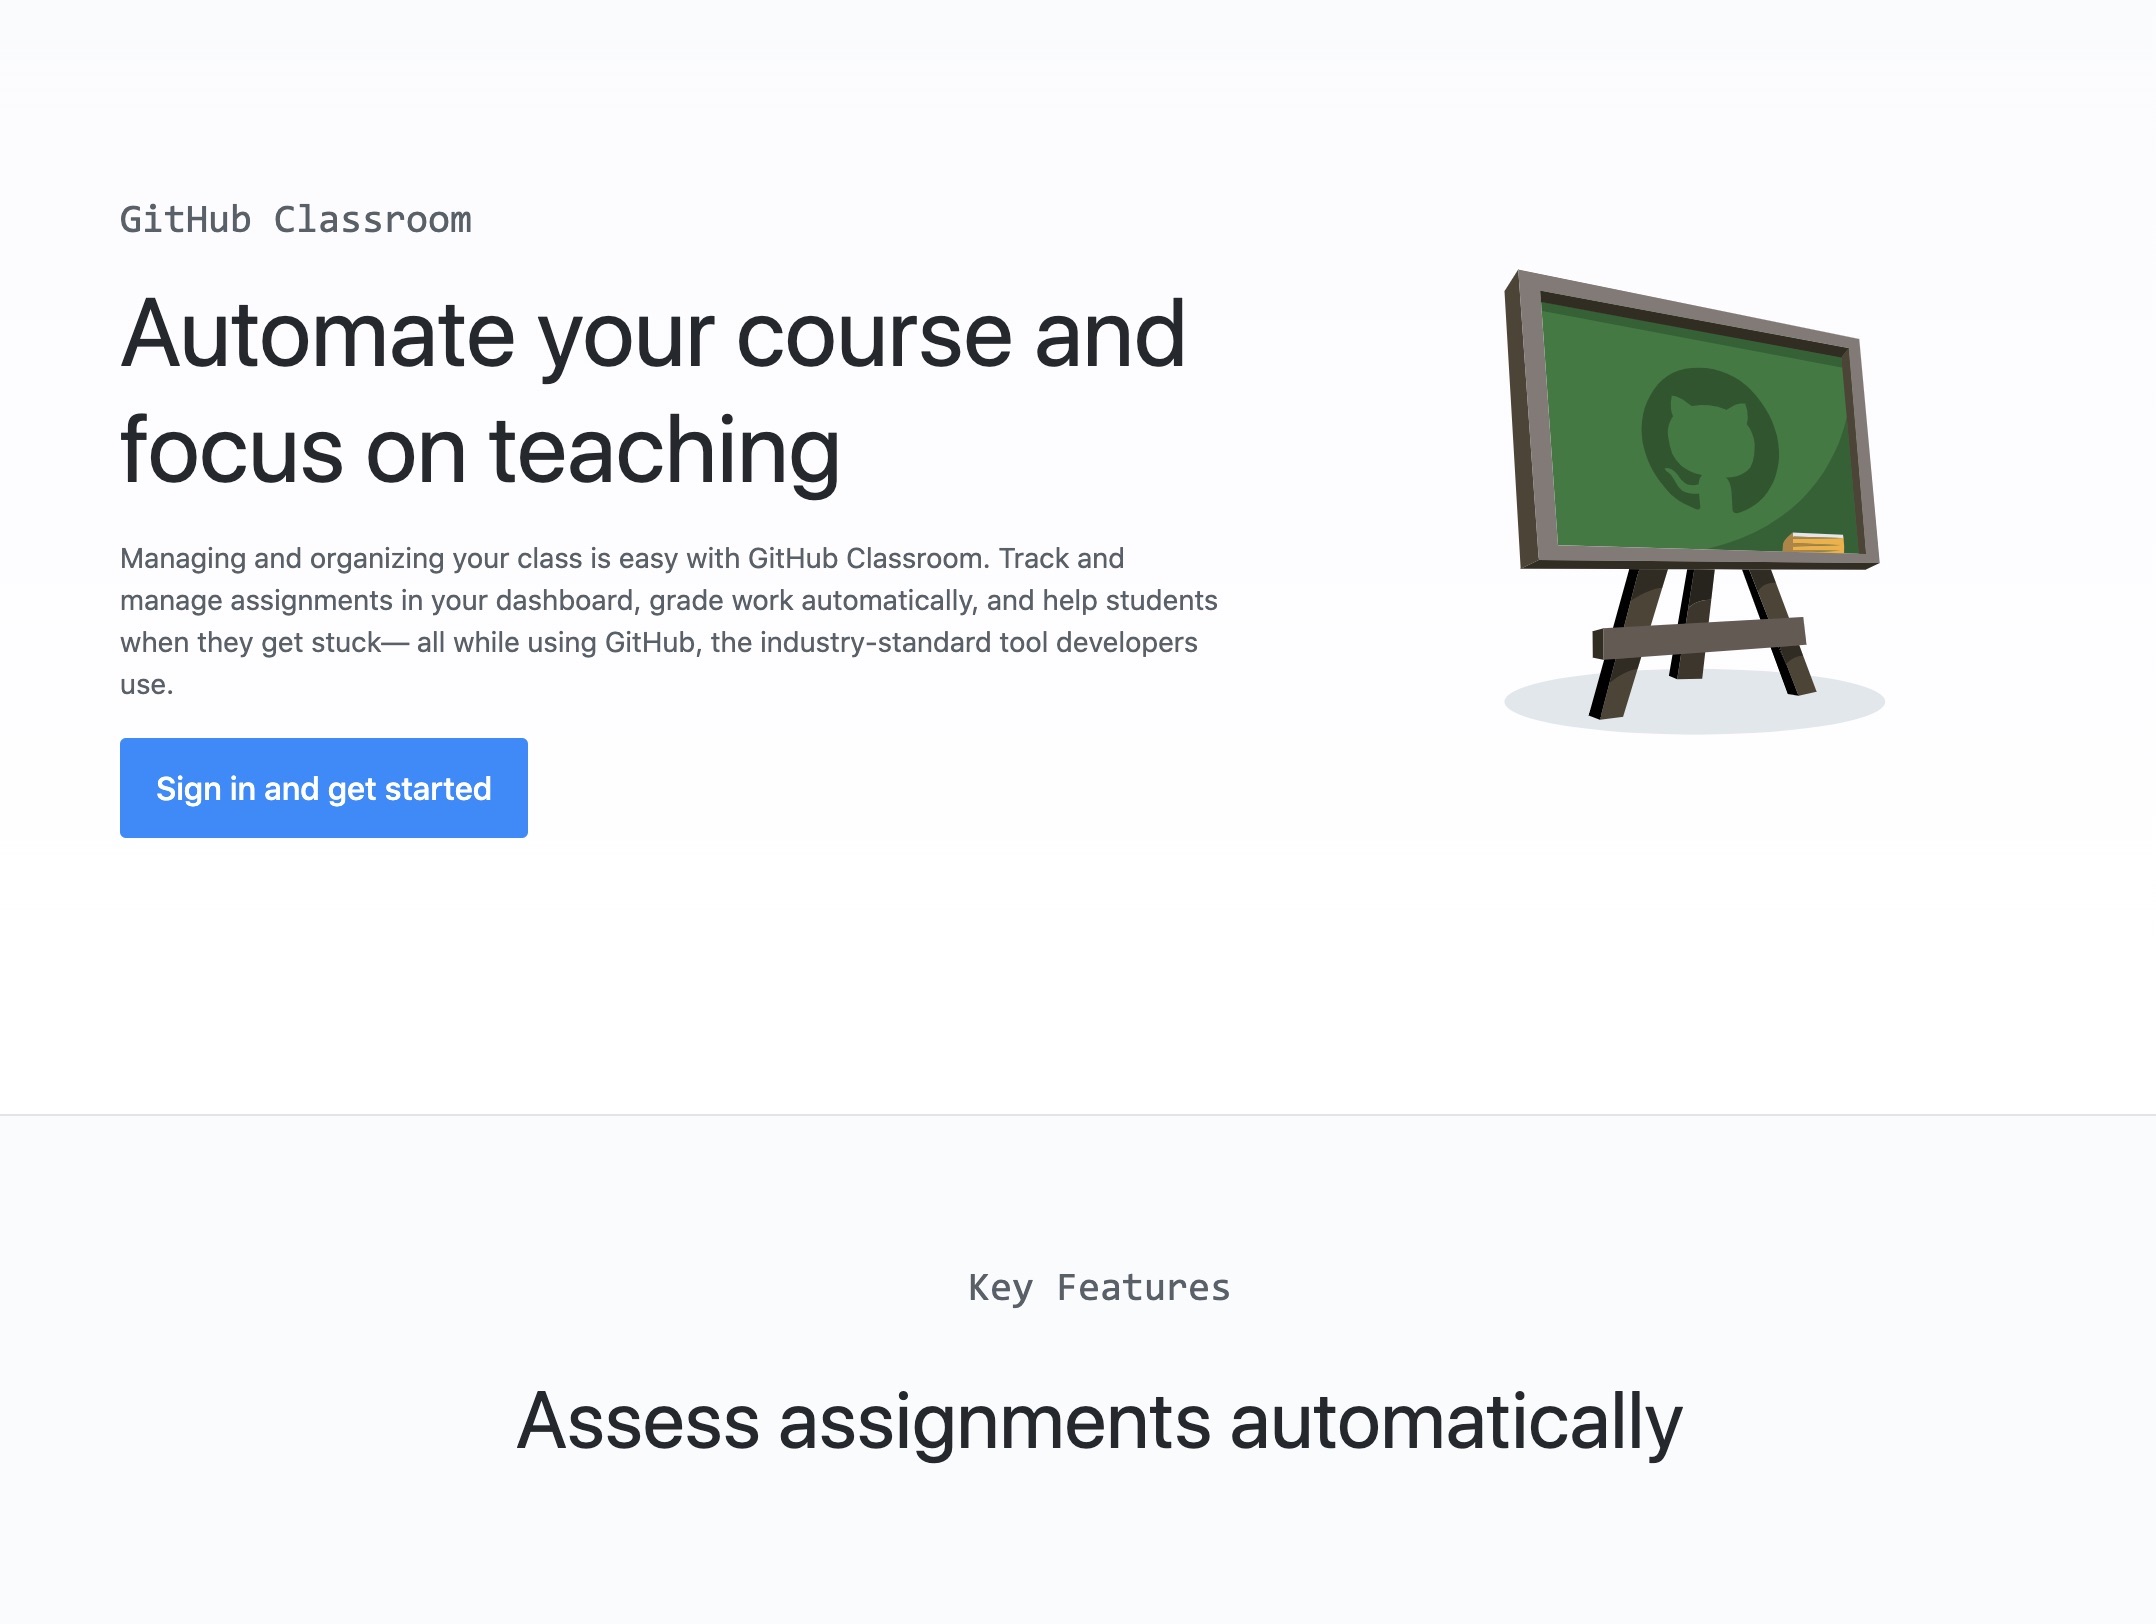 GitHub Classroom
Automate your course and
focus on teaching
Managing and organizing your class is easy with GitHub Classroom. Track and
manage assignments in your dashboard, grade work automatically, and help students
when they get stuck— all while using GitHub, the industry-standard tool developers
use.
Sign in and get started
Key Features
Assess assignments automatically